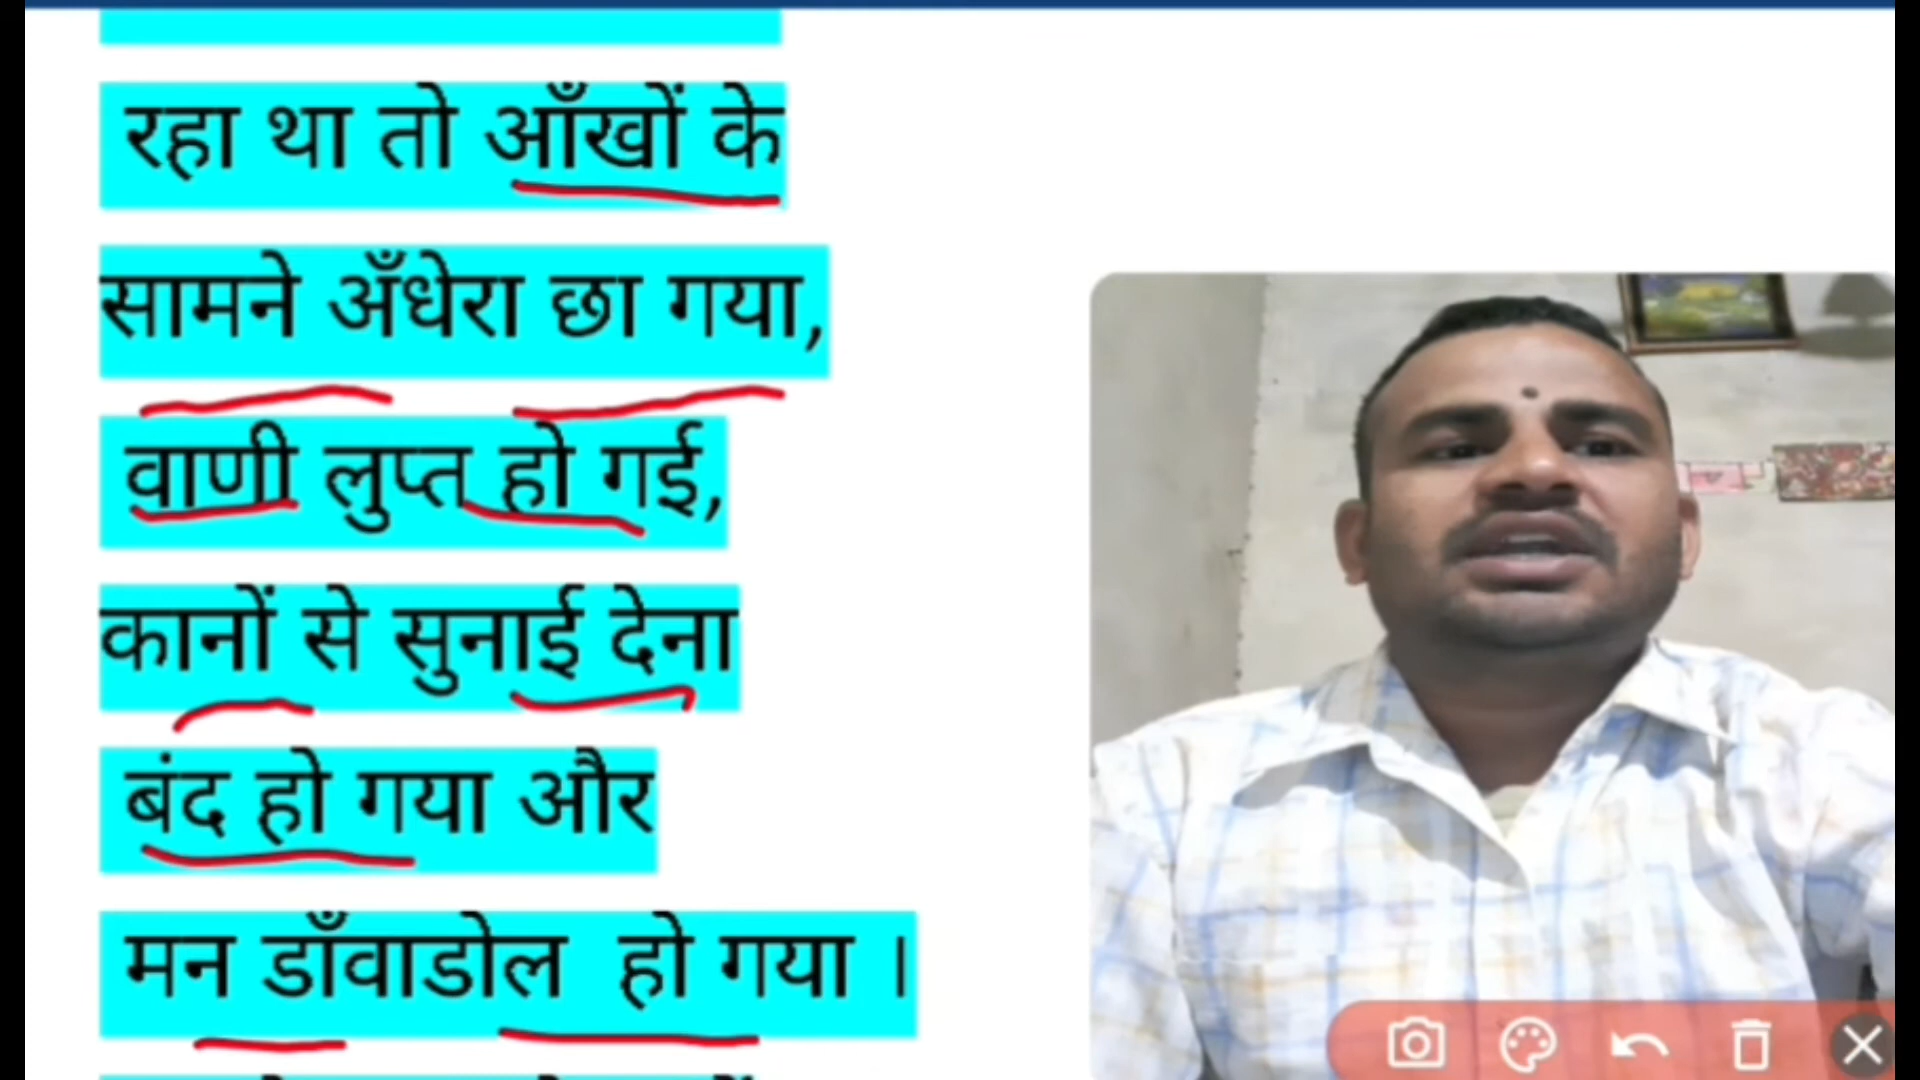 रहा था तो आँखों के
सामने अँधेरा छा गया,
वाणी लुप्त हो गई,
कानों से सुनाई देना
बंद हो गया और
मन डाँवाडोल हो गया ।